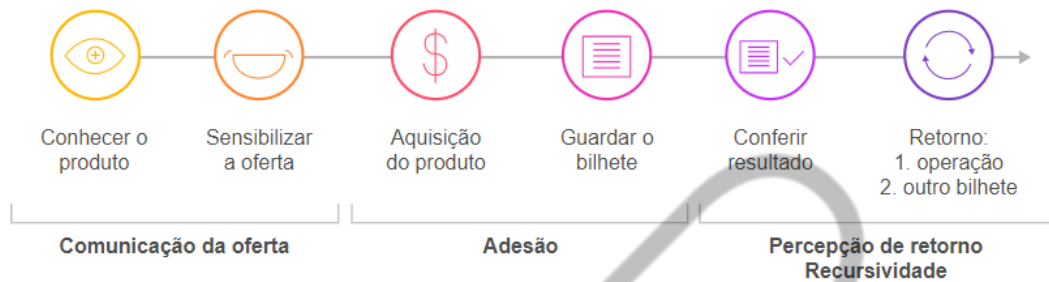 Conhecer o
produto
Sensibilizar
a oferta
Aquisição
do produto
Guardar o
bilhete
Conferir
resultado
Retorno:
1. operação
2. outro bilhete
Comunicação da oferta
Adesão
Percepção de retorno
Recursividade